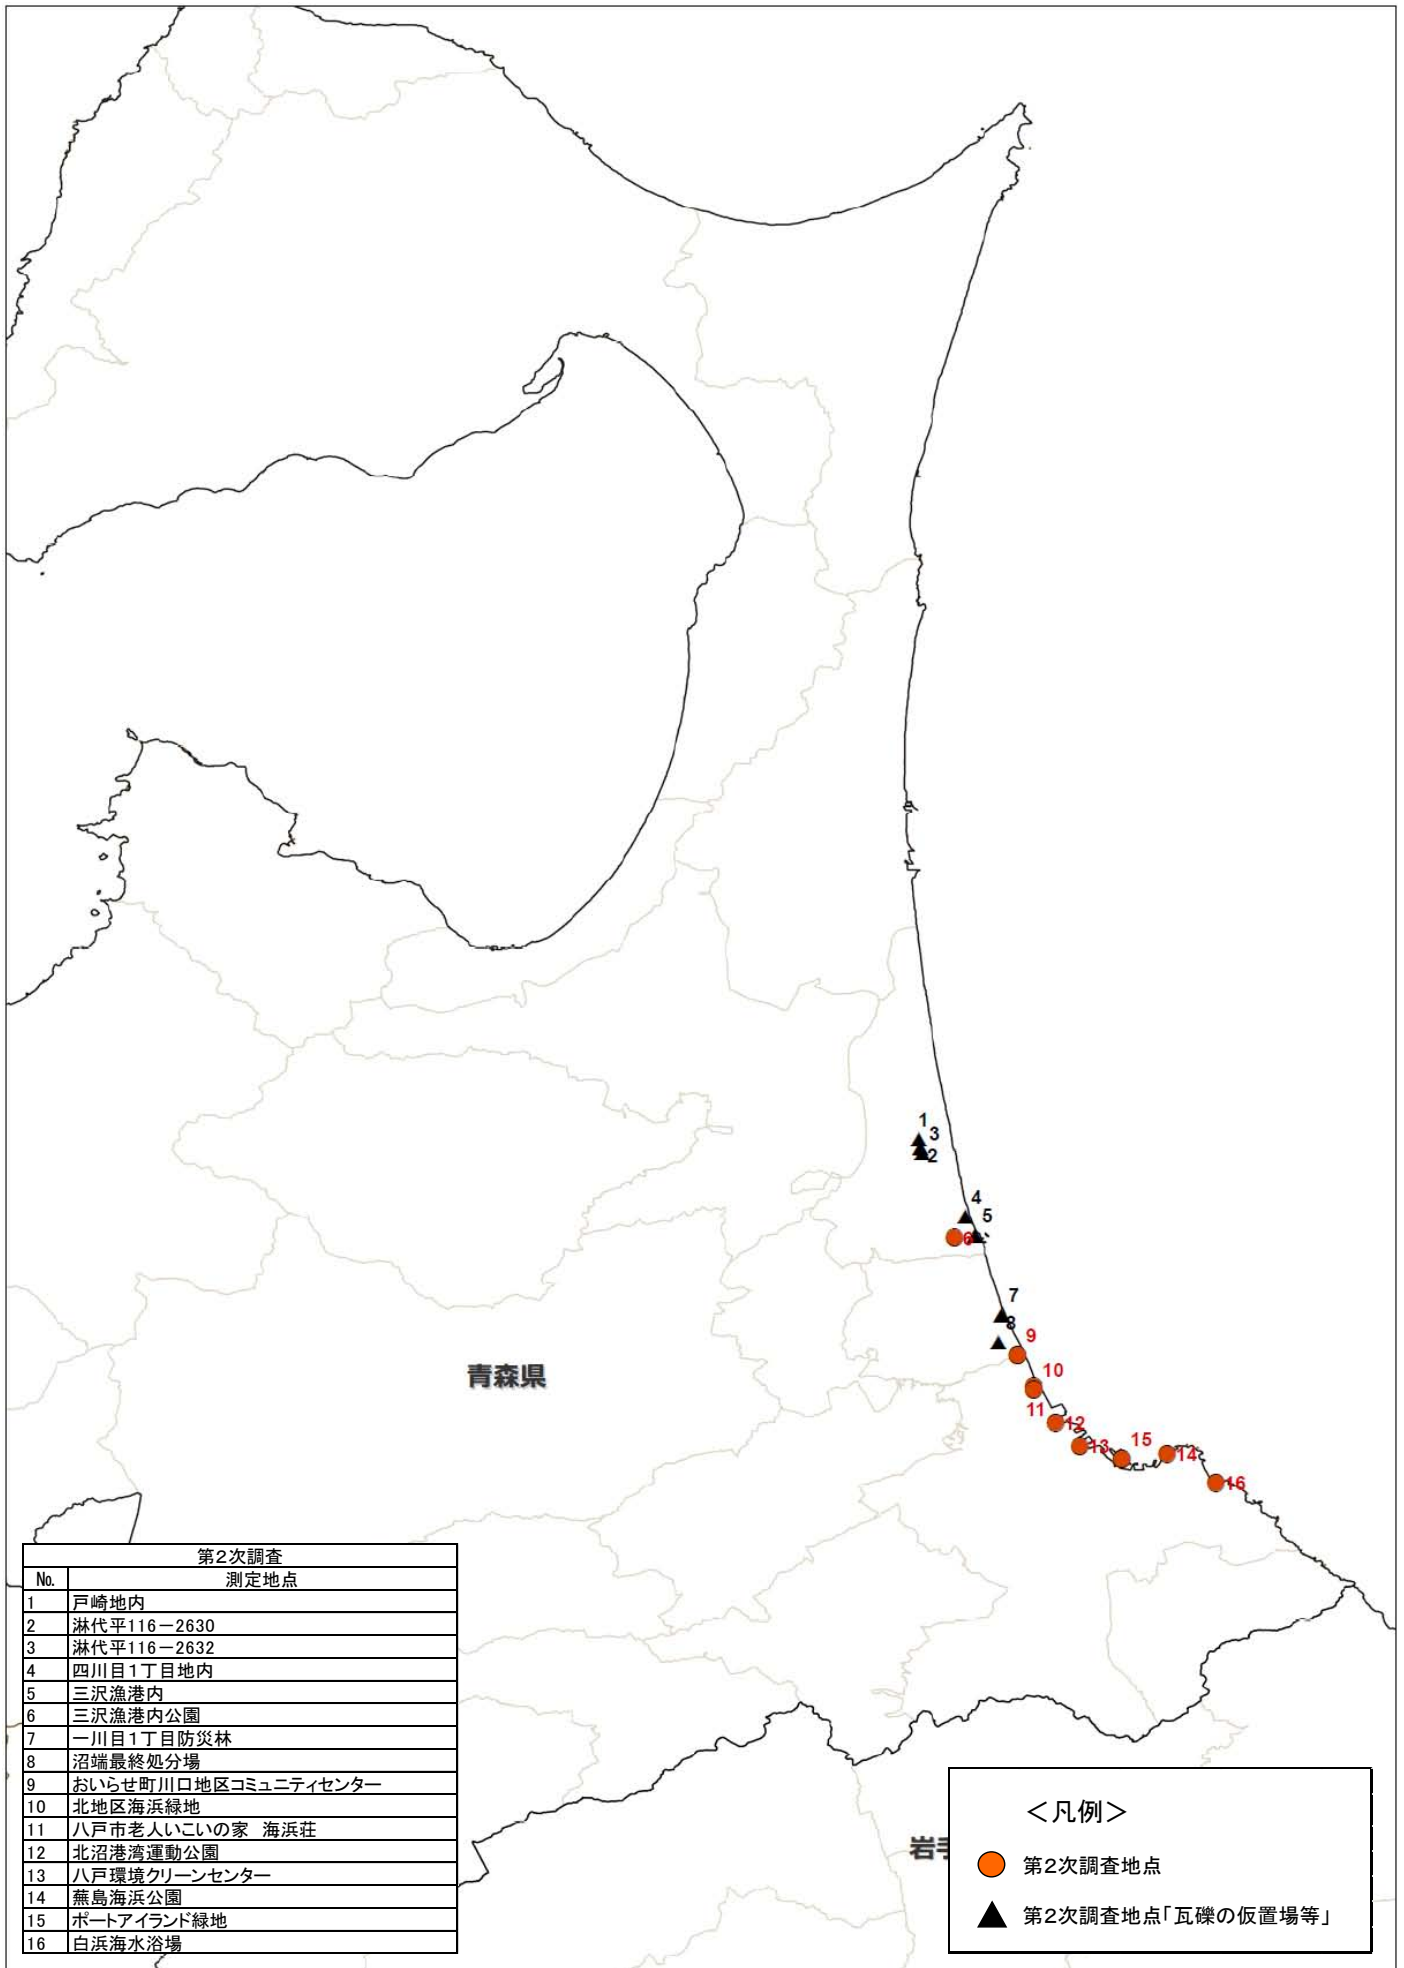 1
3
2
4
5
6
7
8
9
10
11
12
13
15
14
16
青森県
第2次調査
No. 測定地点
1 戸崎地内
2 淋代平116－2630
3 淋代平116－2632
4 四川目1丁目地内
5 三沢漁港内
6 三沢漁港内公園
7 一川目1丁目防災林
8 沼端最終処分場
9 おいらせ町川口地区コミュニティセンター
10 北地区海浜緑地
11 八戸市老人いこいの家 海浜荘
12 北沼港湾運動公園
13 八戸環境クリーンセンター
14 蕪島海浜公園
15 ポートアイランド緑地
16 白浜海水浴場
岩手
＜凡例＞
第2次調査地点
第2次調査地点｢瓦礫の仮置場等｣